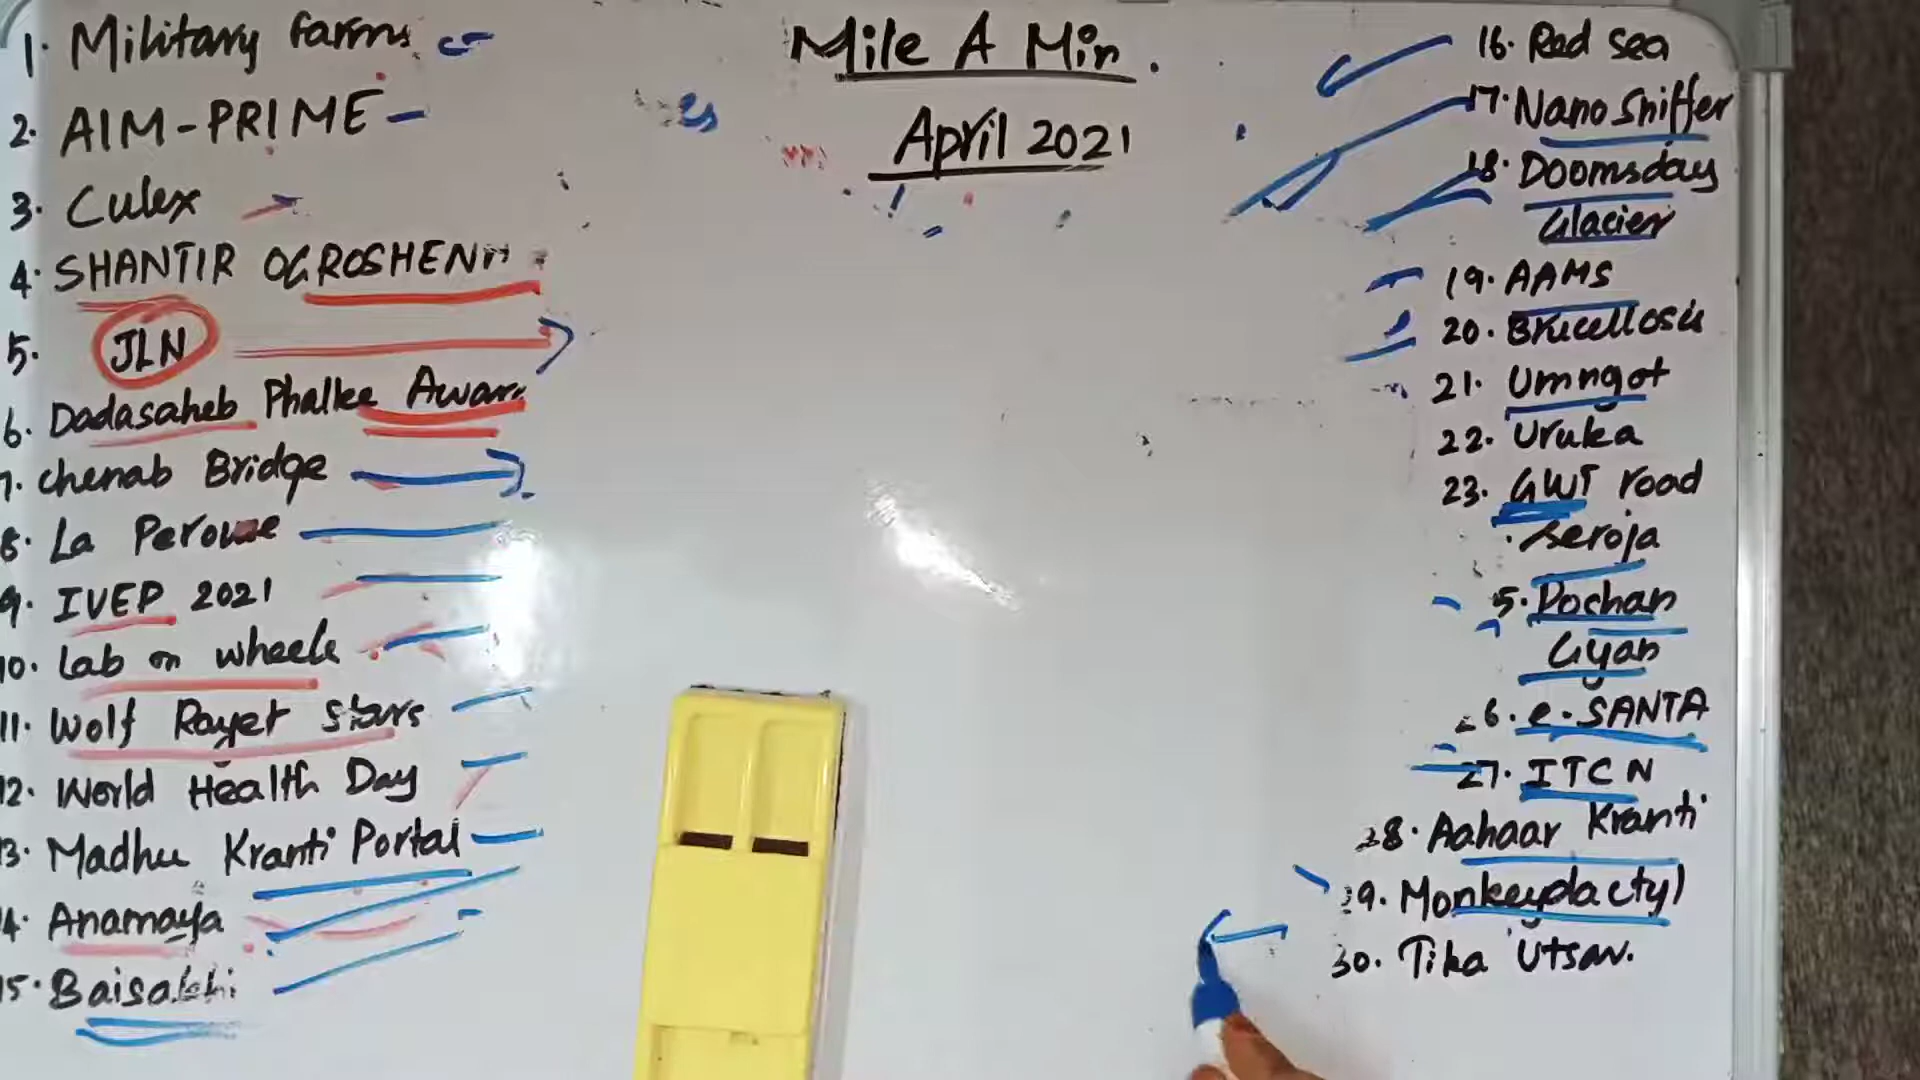 Mile A Min.
April 2021
1. Military farms
2. AIM-PRIME
3. Culex
4. SHANTIR OGROSHENA
5. JLN
6. Dadasaheb Phalke Award
7. Chenab Bridge
8. La Perouse
9. IVEP 2021
10. Lab on wheels
11. Wolf Rayet Stars
12. World Health Day
13. Madhu Kranti Portal
14. Anamaya
15. Baisakhi
16. Red Sea
17. Nano Sniffer
18. Doomsday
Glacier
19. AAMS
20. Brucellosis
21. Umngot
22. Uruka
23. GWT road
. Seroja
5. Poshan
Gyan
26. e-SANTA
27. ITCN
28. Aahaar Kranti
29. Monkeydactyl
30. Tika Utsav.